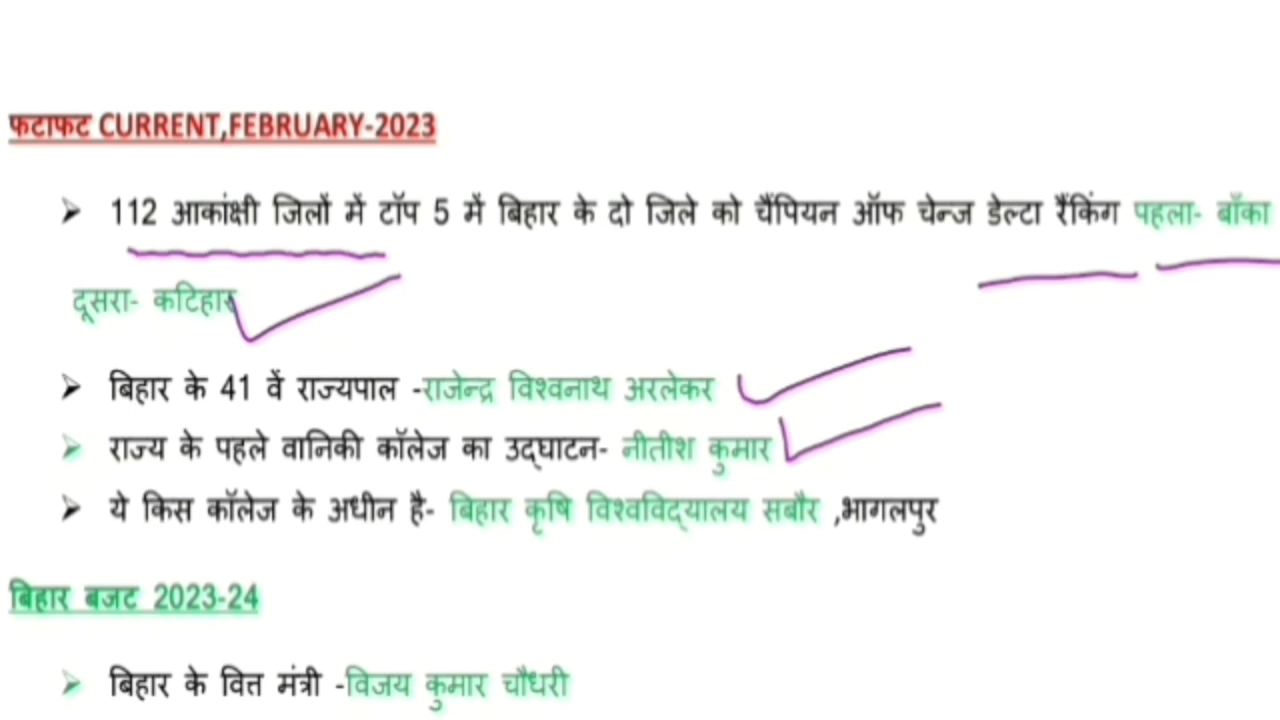 फटाफट CURRENT,FEBRUARY-2023
➢ 112 आकांक्षी जिलों में टॉप 5 में बिहार के दो जिले को चैंपियन ऑफ चेन्ज डेल्टा रैंकिंग पहला- बाँका
दूसरा- कटिहार
➢ बिहार के 41 वें राज्यपाल -राजेन्द्र विश्वनाथ अरलेकर
➢ राज्य के पहले वानिकी कॉलेज का उद्घाटन- नीतीश कुमार
➢ ये किस कॉलेज के अधीन है- बिहार कृषि विश्वविद्यालय सबौर ,भागलपुर
बिहार बजट 2023-24
➢ बिहार के वित्त मंत्री -विजय कुमार चौधरी